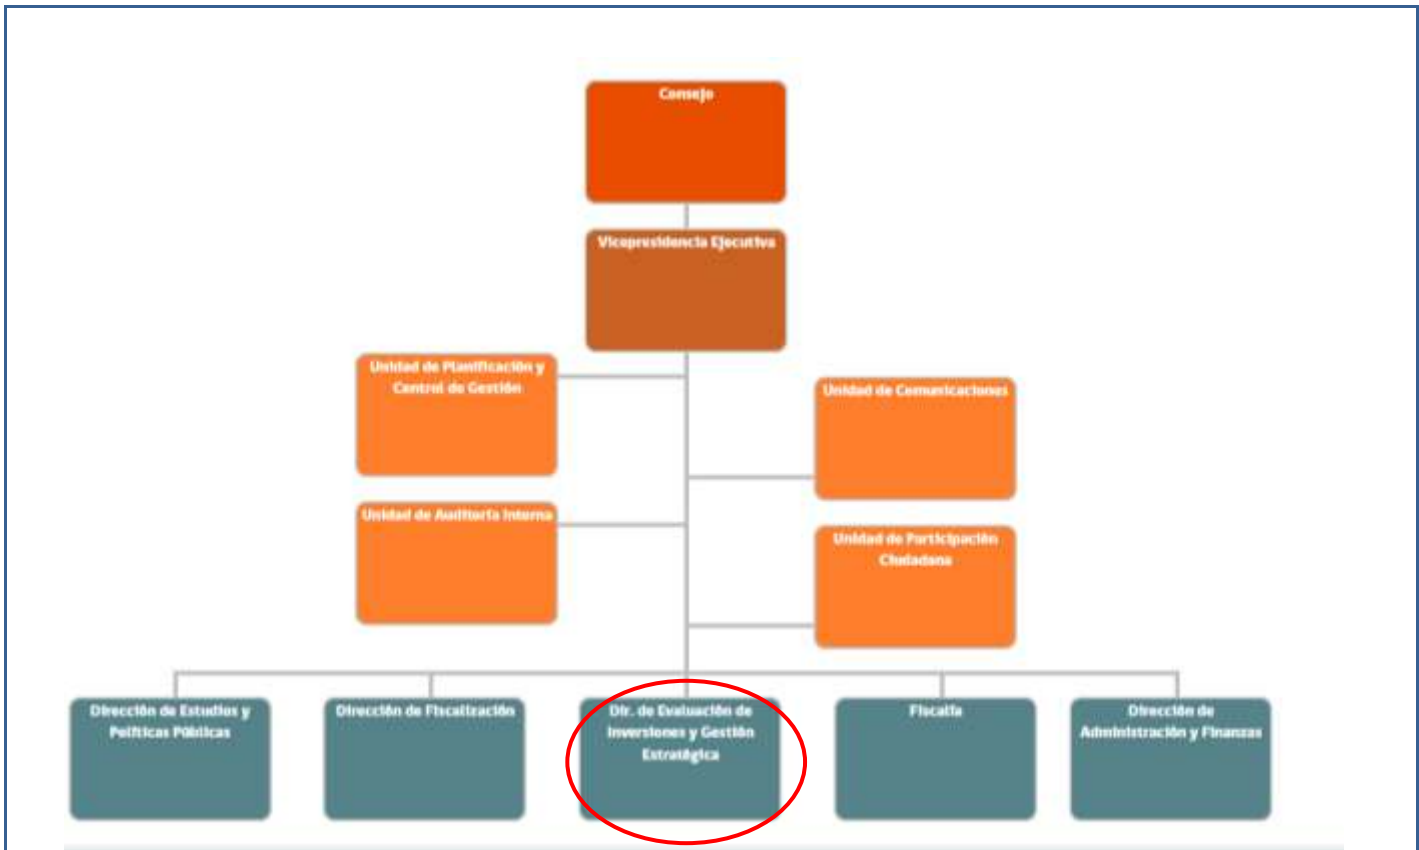 Consejo
Vicepresidencia Ejecutiva
Unidad de Planificación y
Control de Gestión
Unidad de Comunicaciones
Unidad de Auditoría Interna
Unidad de Participación
Ciudadana
Dirección de Estudios y
Políticas Públicas
Dirección de Fiscalización
Dir. de Evaluación de
Inversiones y Gestión
Estratégica
Fiscalía
Dirección de
Administración y Finanzas